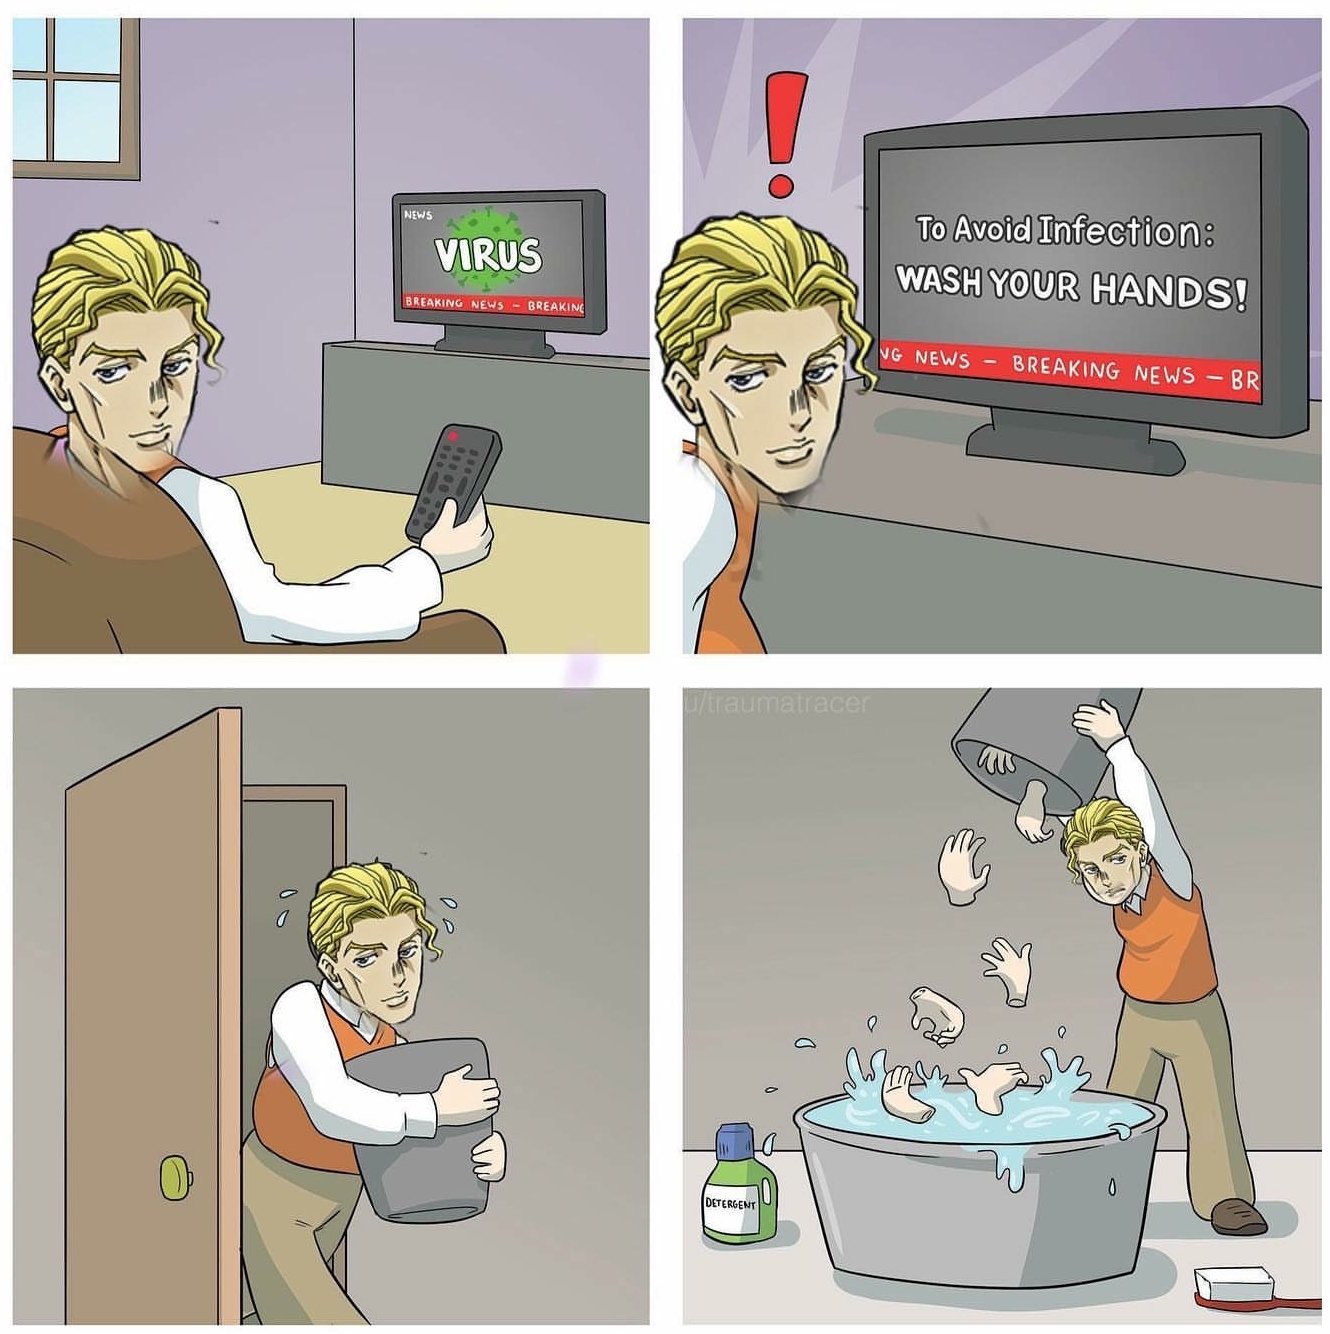 NEWS
VIRUS
BREAKING NEWS – BREAKING
!
To Avoid Infection:
WASH YOUR HANDS!
NG NEWS – BREAKING NEWS – BR
u/traumatracer
DETERGENT